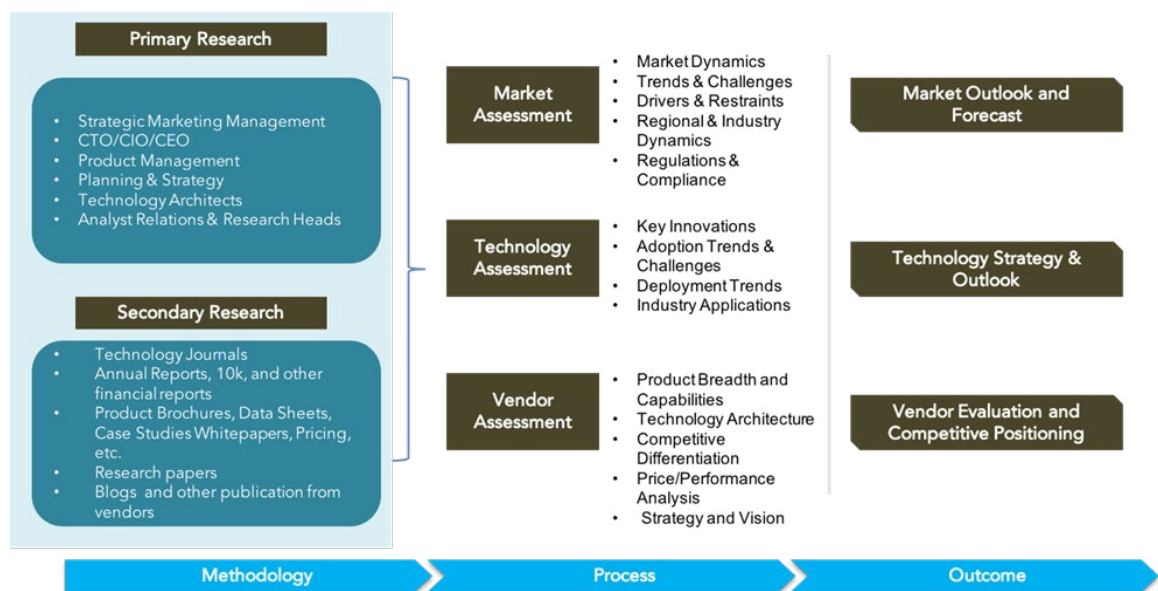 Primary Research
• Strategic Marketing Management
• CTO/CIO/CEO
• Product Management
• Planning & Strategy
• Technology Architects
• Analyst Relations & Research Heads
Secondary Research
• Technology Journals
• Annual Reports, 10k, and other
financial reports
• Product Brochures, Data Sheets,
Case Studies Whitepapers, Pricing,
etc.
• Research papers
• Blogs and other publication from
vendors
Market
Assessment
• Market Dynamics
• Trends & Challenges
• Drivers & Restraints
• Regional & Industry
Dynamics
• Regulations &
Compliance
Technology
Assessment
• Key Innovations
• Adoption Trends &
Challenges
• Deployment Trends
• Industry Applications
Vendor
Assessment
• Product Breadth and
Capabilities
• Technology Architecture
• Competitive
Differentiation
• Price/Performance
Analysis
• Strategy and Vision
Market Outlook and
Forecast
Technology Strategy &
Outlook
Vendor Evaluation and
Competitive Positioning
Methodology
Process
Outcome